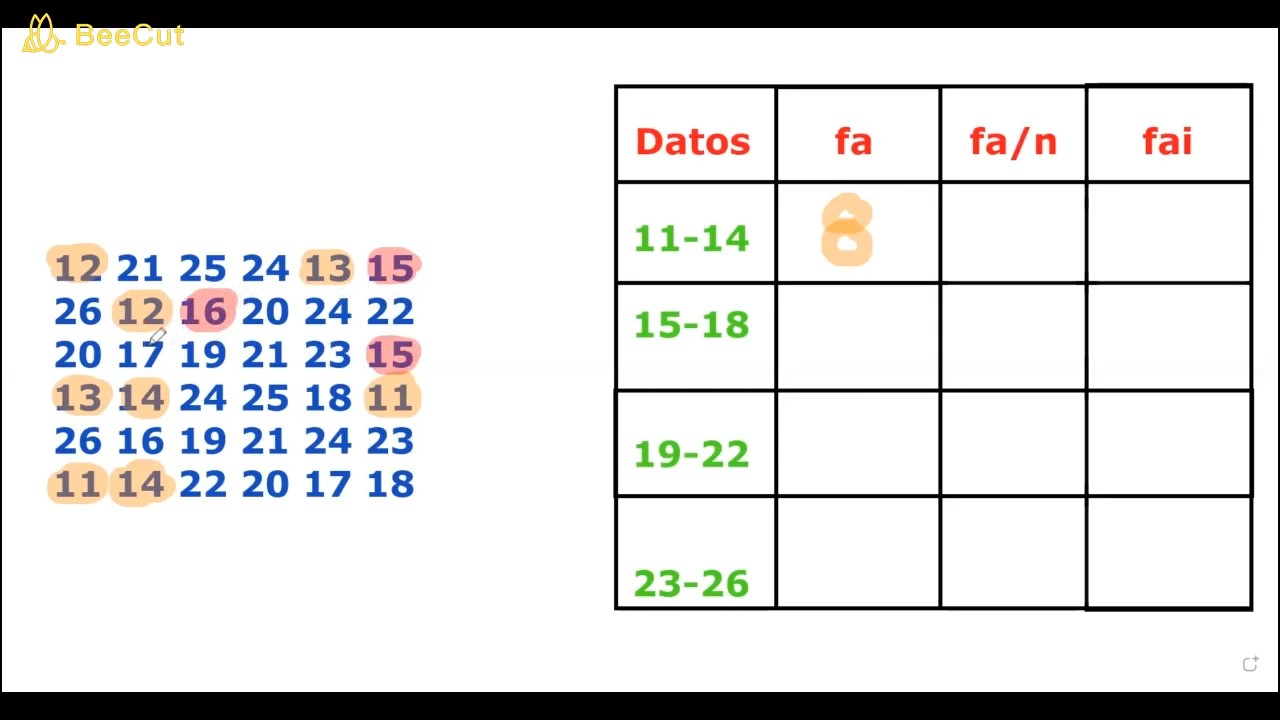 BeeCut
Datos fa fa/n fai
11-14 8
15-18
19-22
23-26
12 21 25 24 13 15
26 12 16 20 24 22
20 17 19 21 23 15
13 14 24 25 18 11
26 16 19 21 24 23
11 14 22 20 17 18